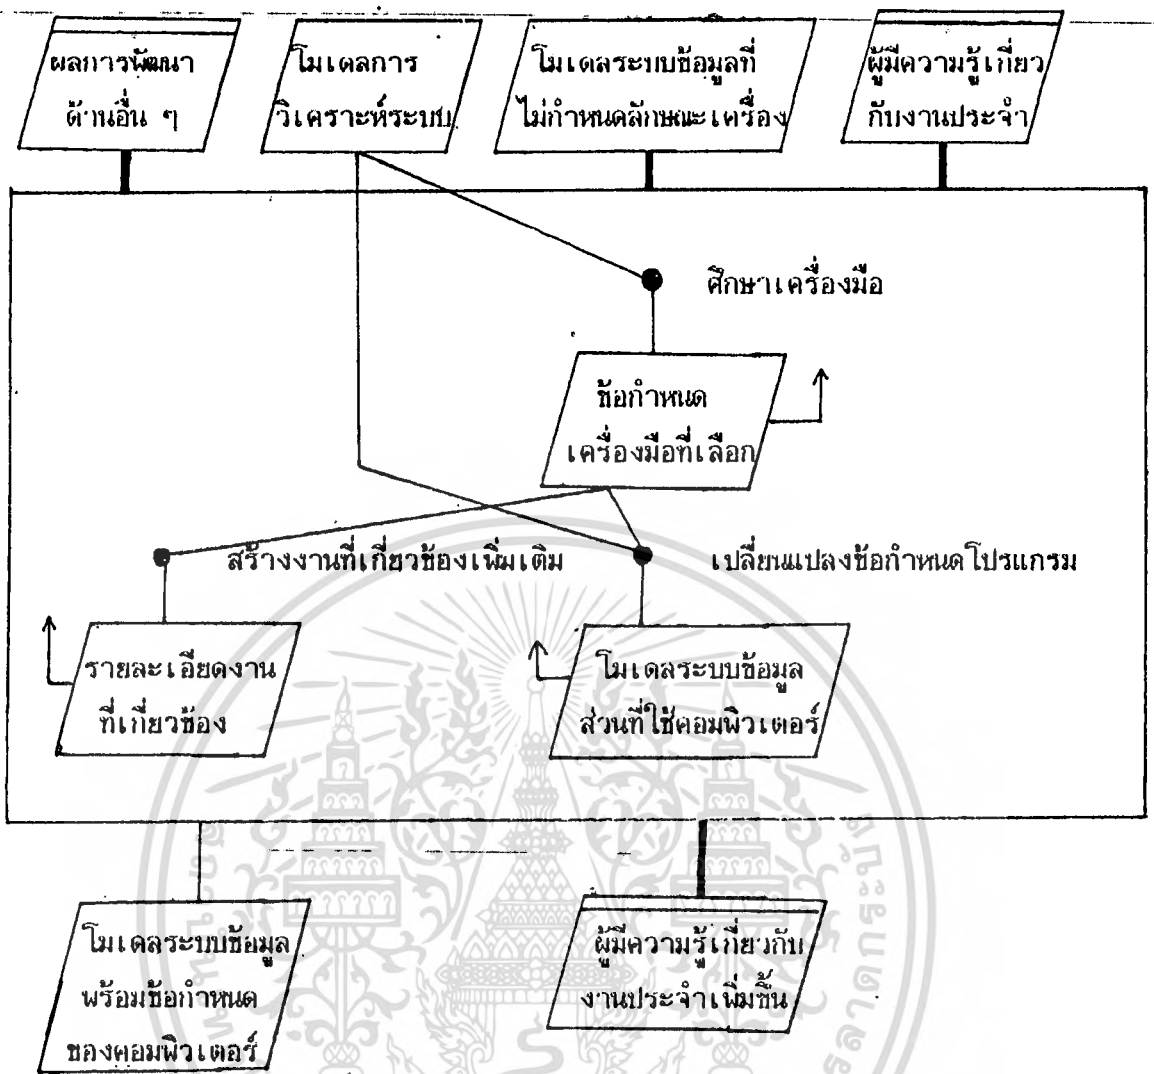 ผลการพัฒนา
ด้านอื่น ๆ
โมเดลการ
วิเคราะห์ระบบ
โมเดลระบบข้อมูลที่
ไม่กำหนดลักษณะเครื่อง
ผู้มีความรู้เกี่ยว
กับงานประจำ
ศึกษาเครื่องมือ
ข้อกำหนด
เครื่องมือที่เลือก
สร้างงานที่เกี่ยวข้องเพิ่มเติม
เปลี่ยนแปลงข้อกำหนดโปรแกรม
รายละเอียดงาน
ที่เกี่ยวข้อง
โมเดลระบบข้อมูล
ส่วนที่ใช้คอมพิวเตอร์
โมเดลระบบข้อมูล
พร้อมข้อกำหนด
ของคอมพิวเตอร์
ผู้มีความรู้เกี่ยวกับ
งานประจำเพิ่มขึ้น